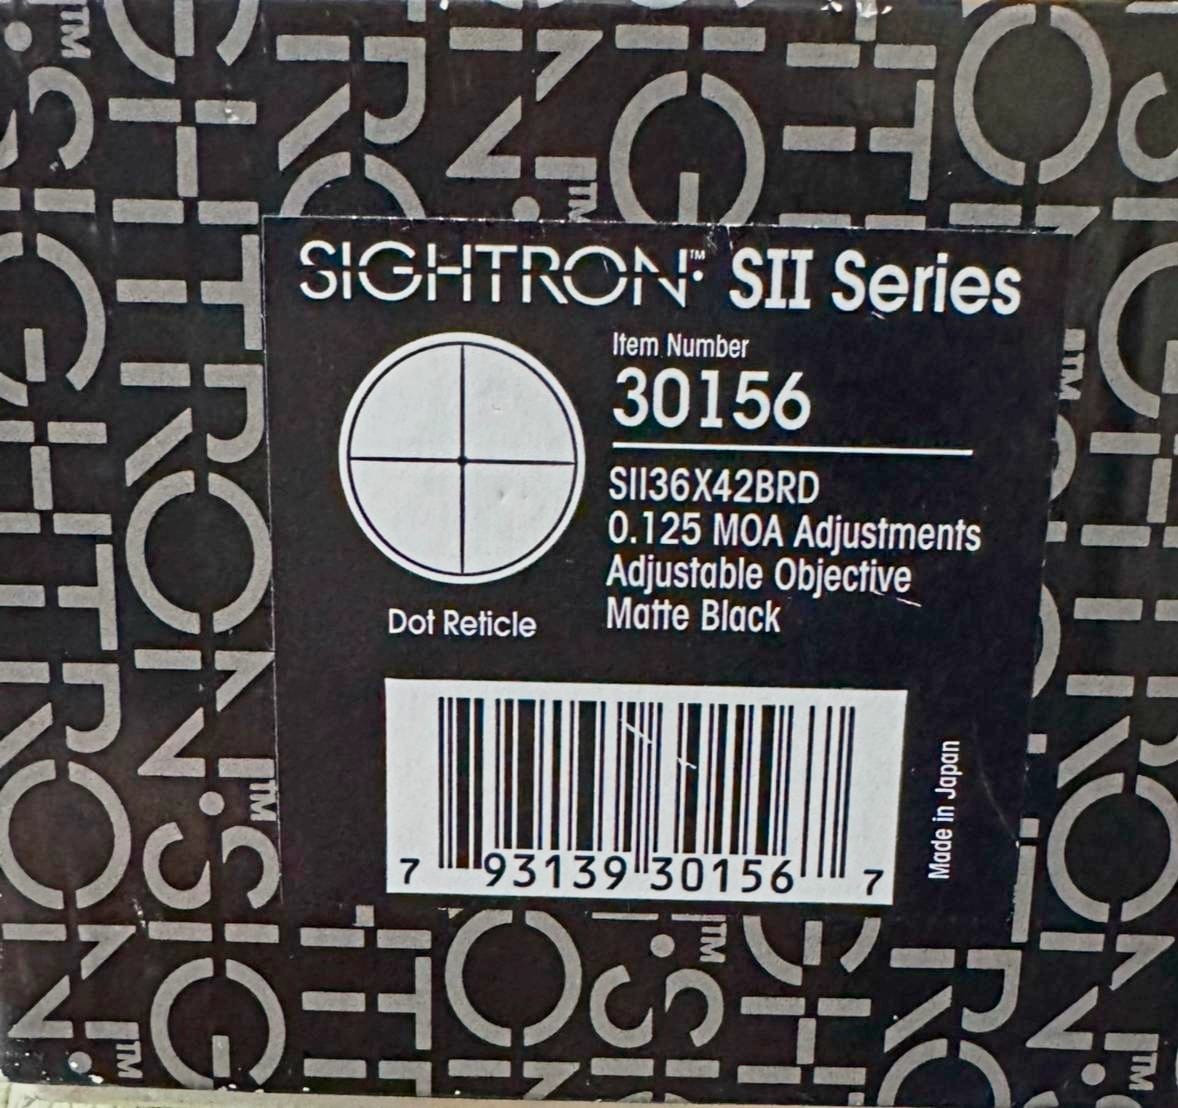 SIGHTRON™ SII Series
Item Number
30156
SII36X42BRD
0.125 MOA Adjustments
Adjustable Objective
Matte Black
Dot Reticle
7 93139 30156 7
Made in Japan